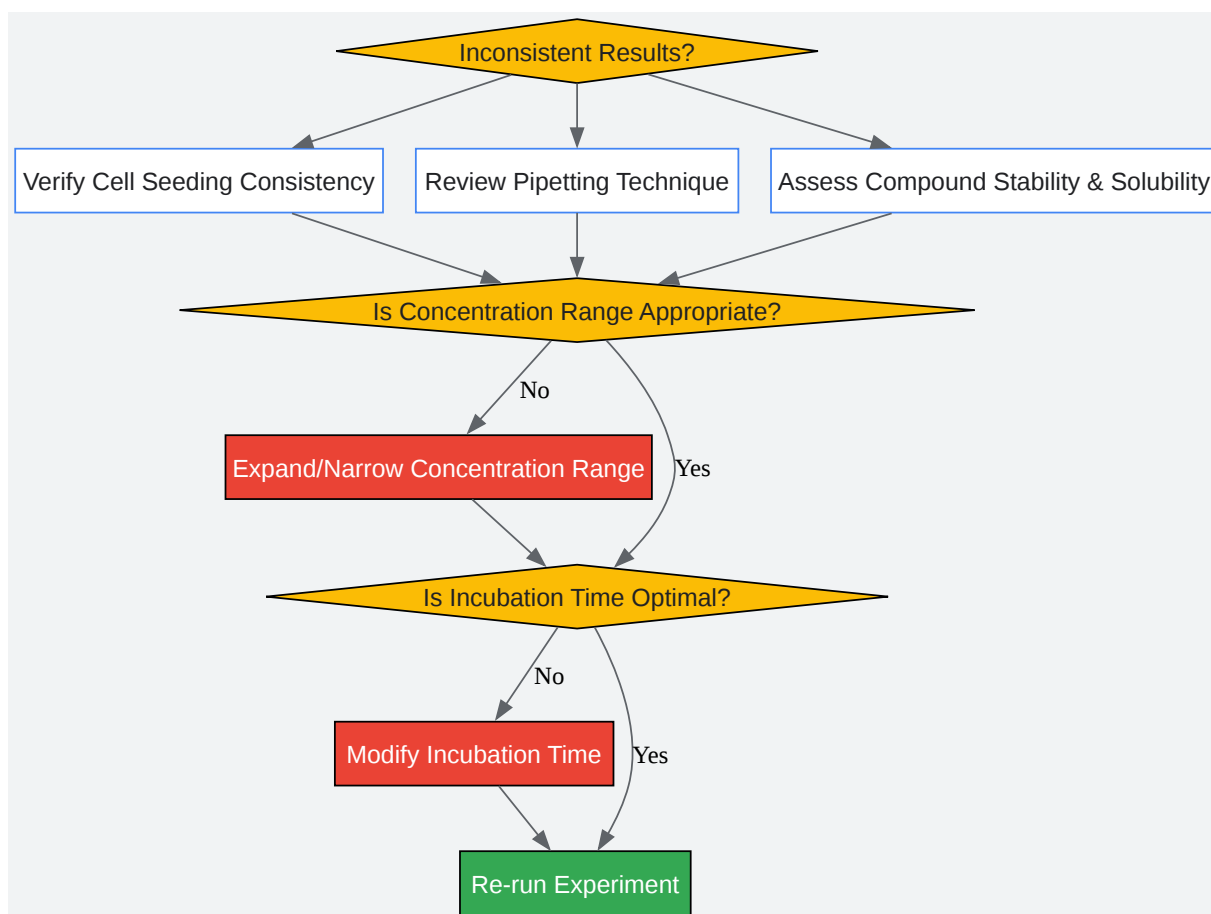 Inconsistent Results?
Verify Cell Seeding Consistency
Review Pipetting Technique
Assess Compound Stability & Solubility
Is Concentration Range Appropriate?
No
Expand/Narrow Concentration Range
Yes
Is Incubation Time Optimal?
No
Modify Incubation Time
Yes
Re-run Experiment